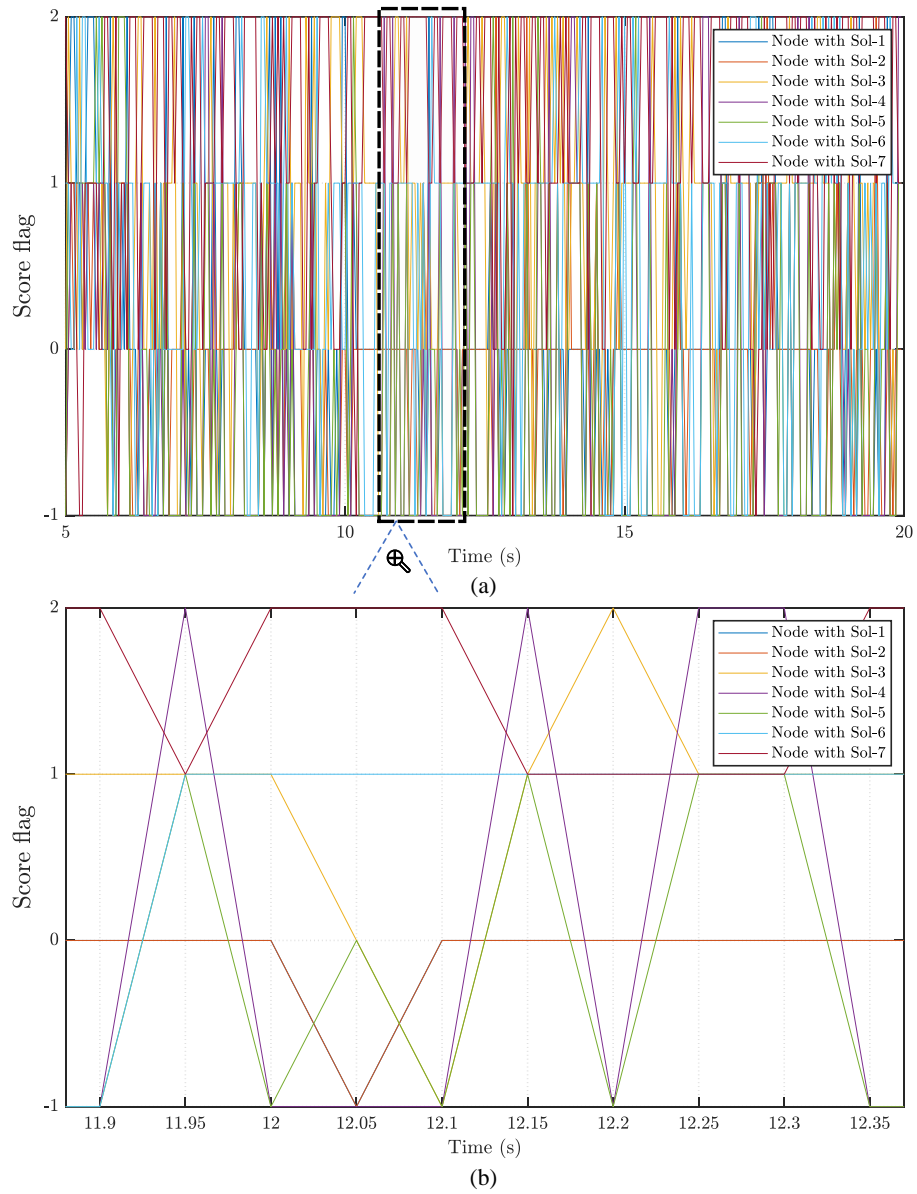 2
1
0
-1
Score flag
Node with Sol-1
Node with Sol-2
Node with Sol-3
Node with Sol-4
Node with Sol-5
Node with Sol-6
Node with Sol-7
5
10
15
20
Time (s)
(a)
2
1
0
-1
Score flag
Node with Sol-1
Node with Sol-2
Node with Sol-3
Node with Sol-4
Node with Sol-5
Node with Sol-6
Node with Sol-7
11.9
11.95
12
12.05
12.1
12.15
12.2
12.25
12.3
12.35
Time (s)
(b)